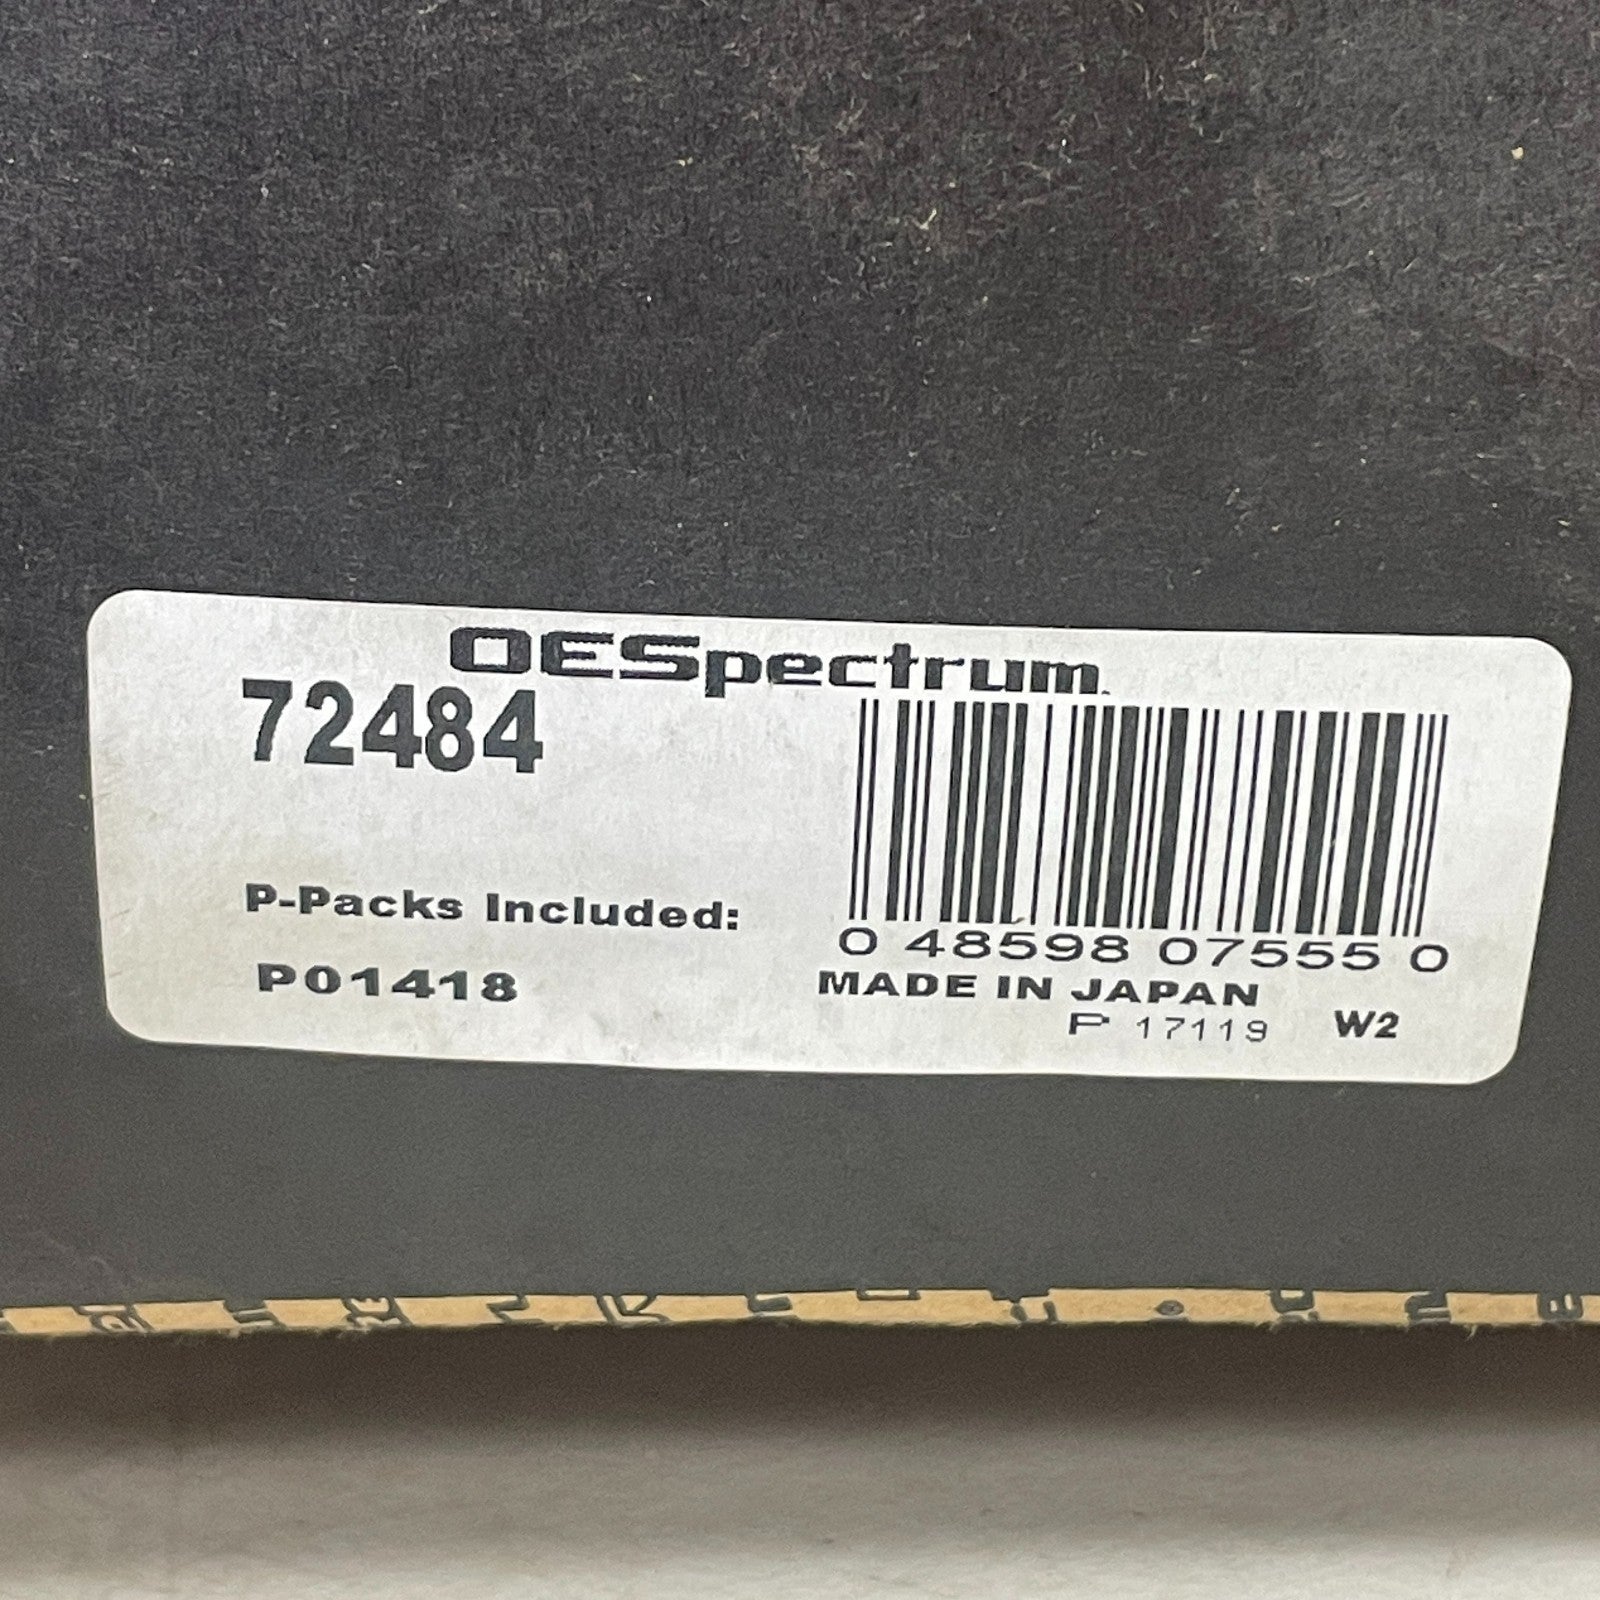 OESpectrum.
72484
P-Packs Included:
P01418
0 48598 07555 0
MADE IN JAPAN
P 17119 W2